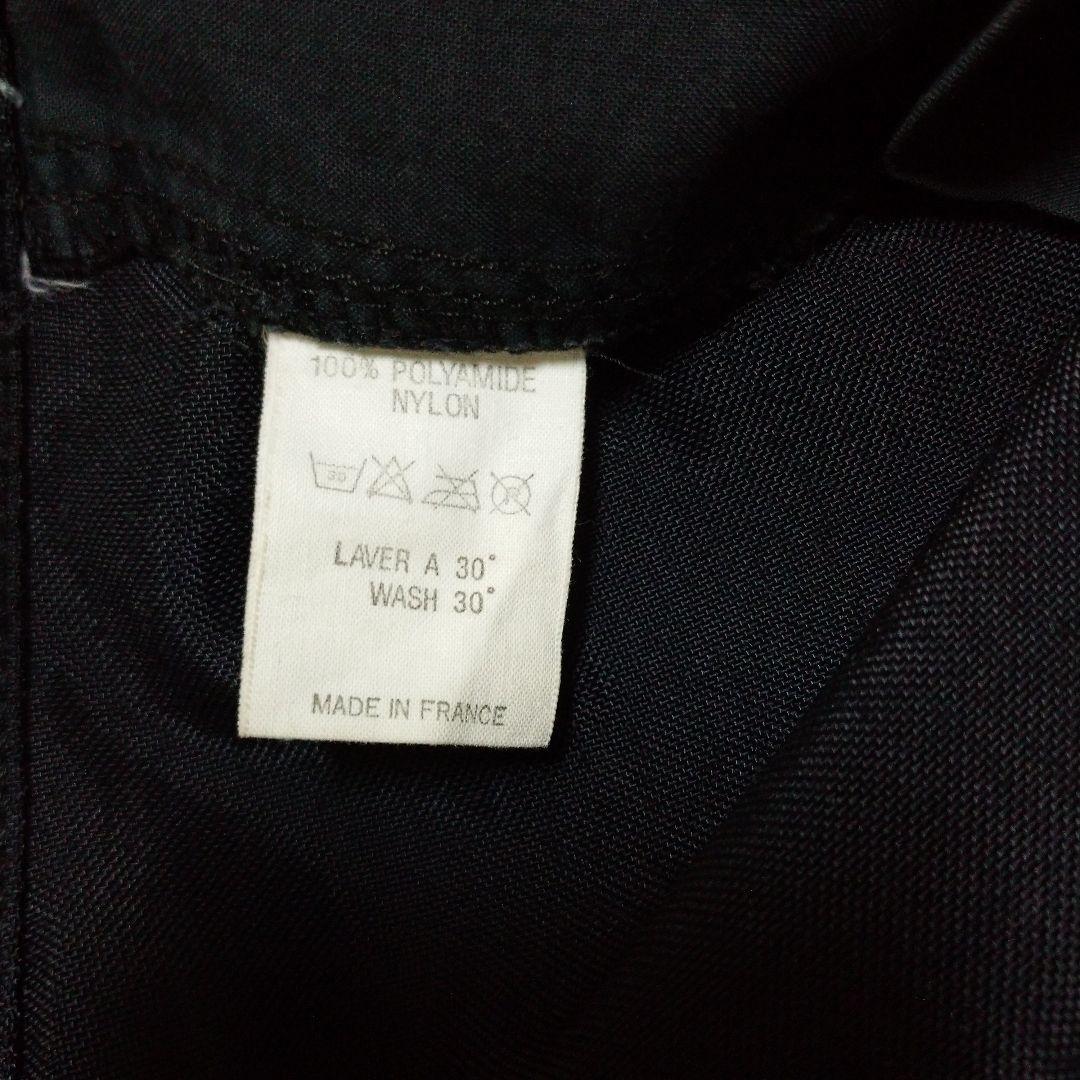 100% POLYAMIDE
NYLON
30 R
LAVER A 30°
WASH 30°
MADE IN FRANCE